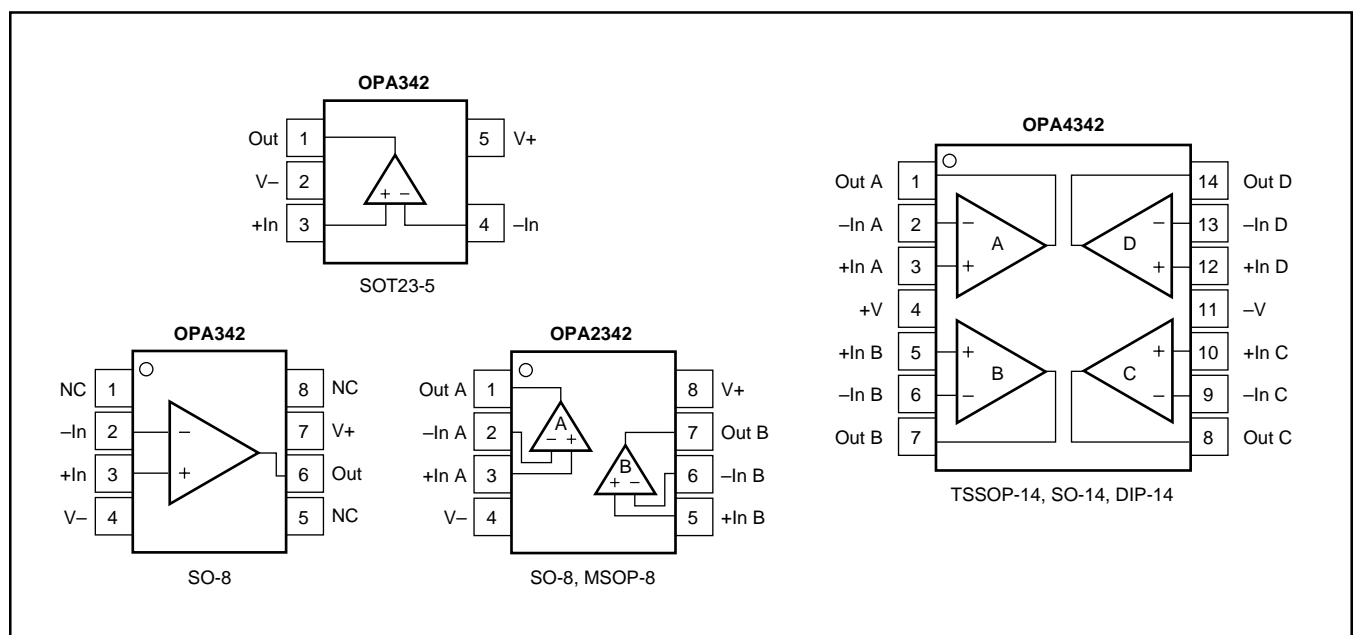 OPA342
Out 1 5 V+
V– 2
+ –
+In 3 4 –In
SOT23-5
OPA342
NC 1 8 NC
–In 2 – 7 V+
+In 3 + 6 Out
V– 4 5 NC
SO-8
OPA2342
Out A 1 8 V+
A
–In A 2 – + 7 Out B
B
+In A 3 + – 6 –In B
V– 4 5 +In B
SO-8, MSOP-8
OPA4342
Out A 1 14 Out D
–In A 2 – – 13 –In D
A D
+In A 3 + + 12 +In D
+V 4 11 –V
+In B 5 + + 10 +In C
B C
–In B 6 – – 9 –In C
Out B 7 8 Out C
TSSOP-14, SO-14, DIP-14